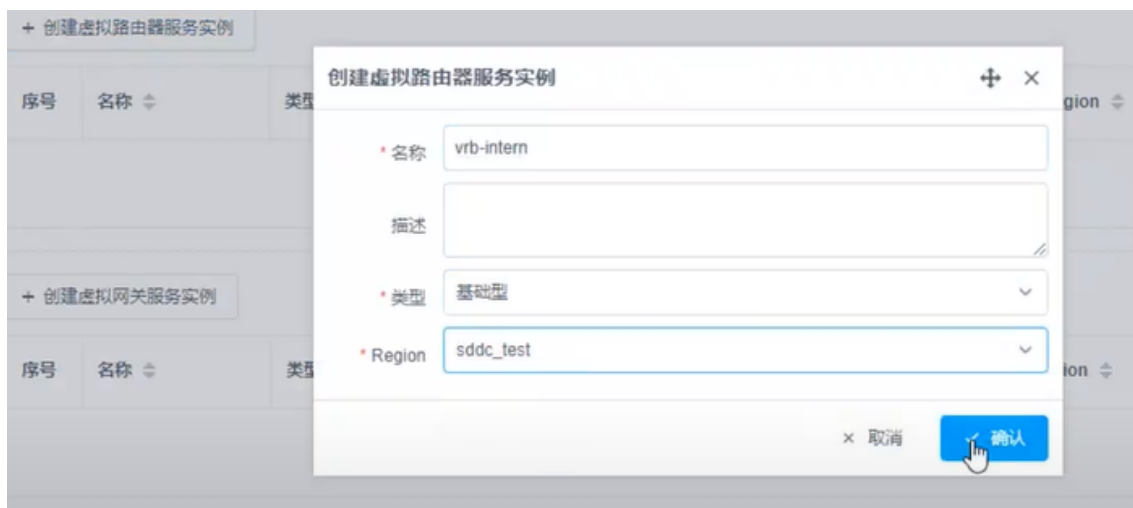 + 创建虚拟路由器服务实例
创建虚拟路由器服务实例
序号 名称 类型 gion
* 名称 vrb-intern
描述
+ 创建虚拟网关服务实例
* 类型 基础型
* Region sddc_test
序号 名称 类型 ion
× 取消 ✓ 确认